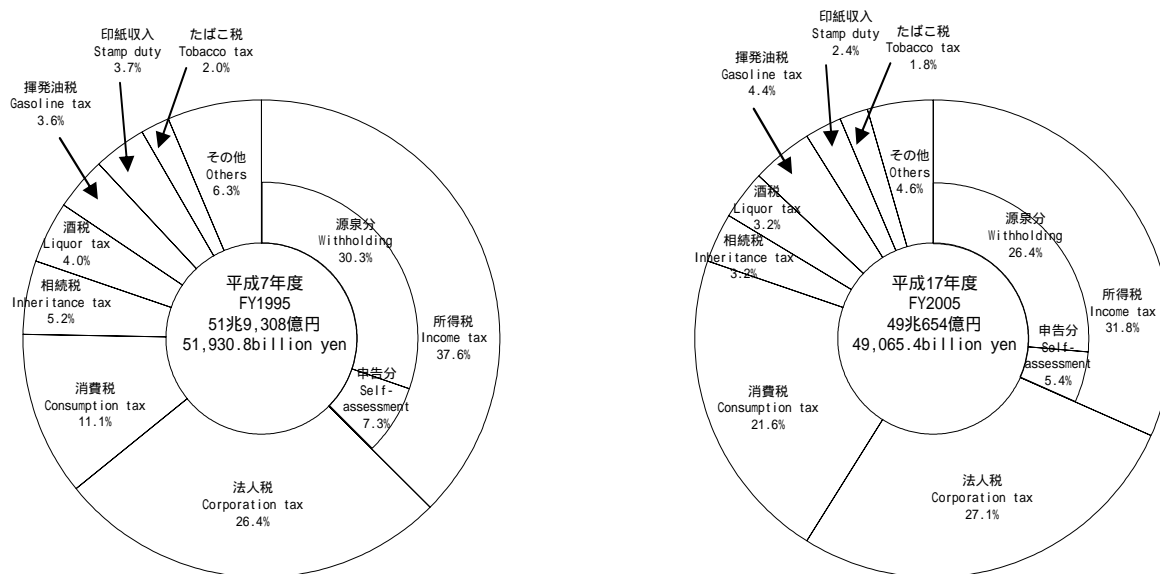 印紙収入
Stamp duty
3.7%
たばこ税
Tobacco tax
2.0%
揮発油税
Gasoline tax
3.6%
その他
Others
6.3%
酒税
Liquor tax
4.0%
相続税
Inheritance tax
5.2%
消費税
Consumption tax
11.1%
法人税
Corporation tax
26.4%
源泉分
Withholding
30.3%
申告分
Self-
assessment
7.3%
所得税
Income tax
37.6%
平成7年度
FY1995
51兆9,308億円
51,930.8billion yen
印紙収入
Stamp duty
2.4%
たばこ税
Tobacco tax
1.8%
揮発油税
Gasoline tax
4.4%
その他
Others
4.6%
酒税
Liquor tax
3.2%
相続税
Inheritance tax
3.2%
消費税
Consumption tax
21.6%
法人税
Corporation tax
27.1%
源泉分
Withholding
26.4%
申告分
Self-
assessment
5.4%
所得税
Income tax
31.8%
平成17年度
FY2005
49兆654億円
49,065.4billion yen